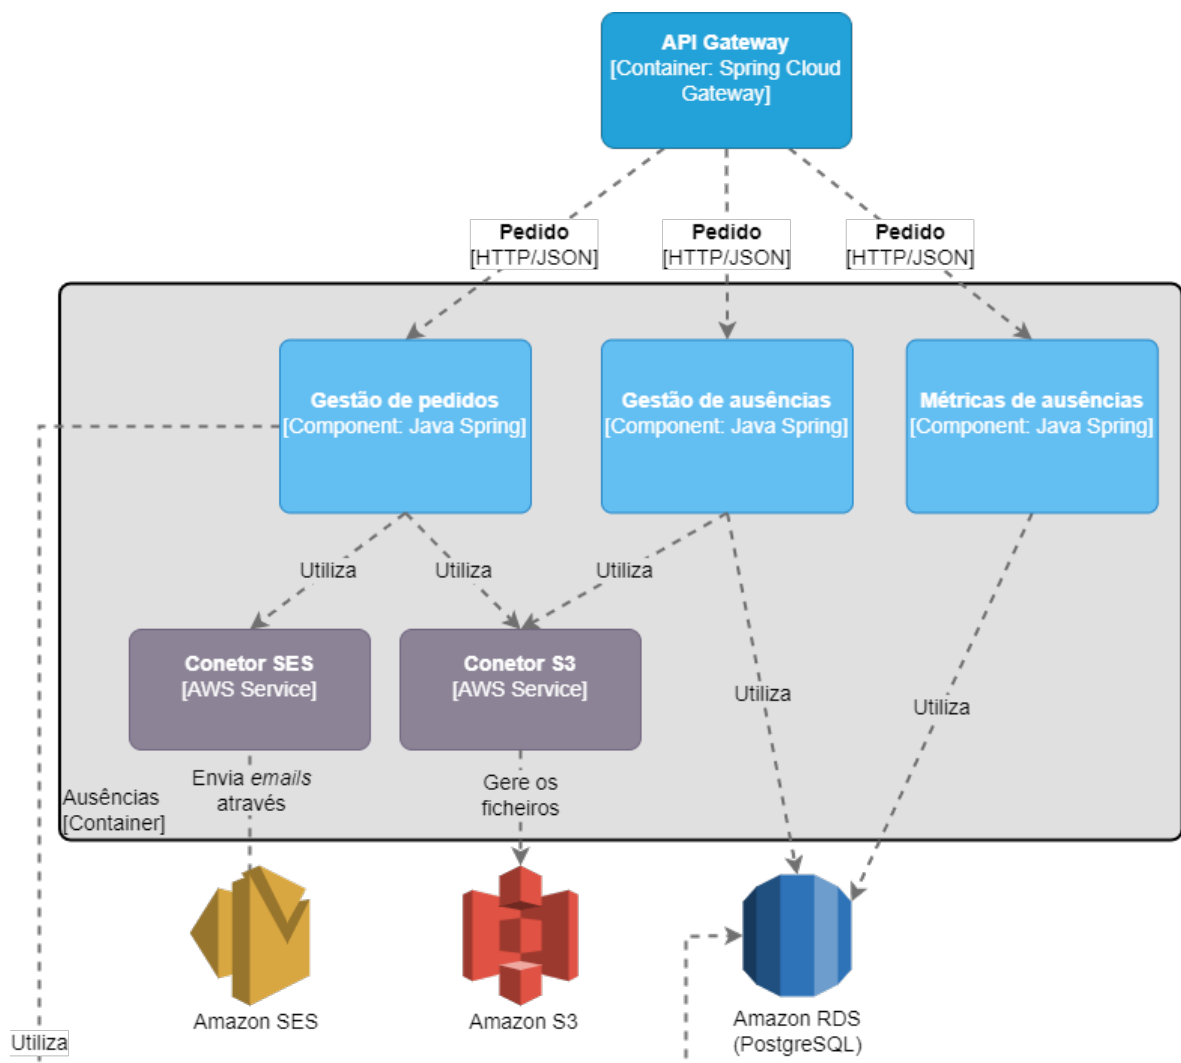 API Gateway
[Container: Spring Cloud
Gateway]
Pedido
[HTTP/JSON]
Pedido
[HTTP/JSON]
Pedido
[HTTP/JSON]
Gestão de pedidos
[Component: Java Spring]
Gestão de ausências
[Component: Java Spring]
Métricas de ausências
[Component: Java Spring]
Utiliza
Utiliza
Utiliza
Conetor SES
[AWS Service]
Conetor S3
[AWS Service]
Utiliza
Utiliza
Envia emails
através
Gere os
ficheiros
Ausências
[Container]
Amazon SES
Amazon S3
Amazon RDS
(PostgreSQL)
Utiliza